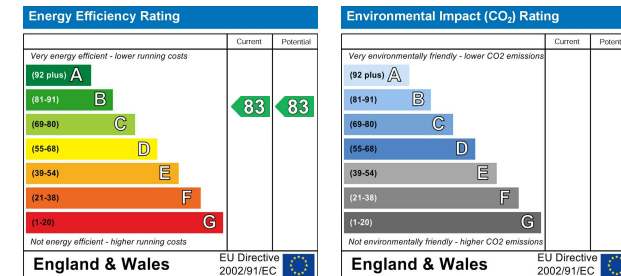 Energy Efficiency Rating
Current Potential
Very energy efficient - lower running costs
(92 plus) A
(81-91) B
83 83
(69-80) C
(55-68) D
(39-54) E
(21-38) F
(1-20) G
Not energy efficient - higher running costs
England & Wales
EU Directive
2002/91/EC
Environmental Impact (CO2) Rating
Current Potent
Very environmentally friendly - lower CO2 emissions
(92 plus) A
(81-91) B
(69-80) C
(55-68) D
(39-54) E
(21-38) F
(1-20) G
Not environmentally friendly - higher CO2 emissions
England & Wales
EU Directive
2002/91/EC